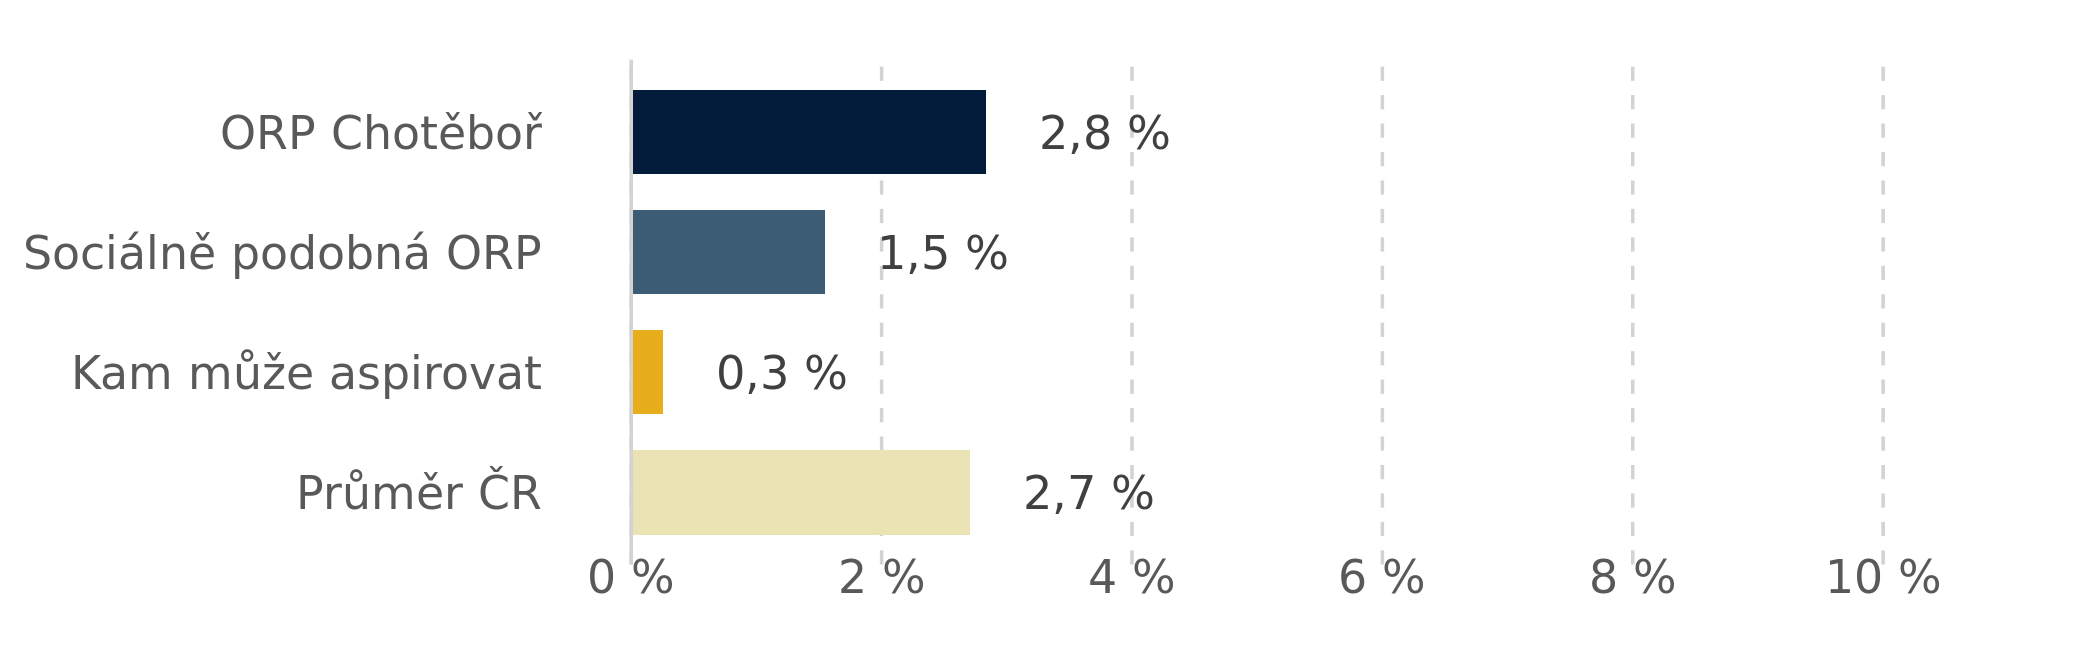 ORP Chotěboř 2,8 %
Sociálně podobná ORP 1,5 %
Kam může aspirovat 0,3 %
Průměr ČR 2,7 %
0 % 2 % 4 % 6 % 8 % 10 %